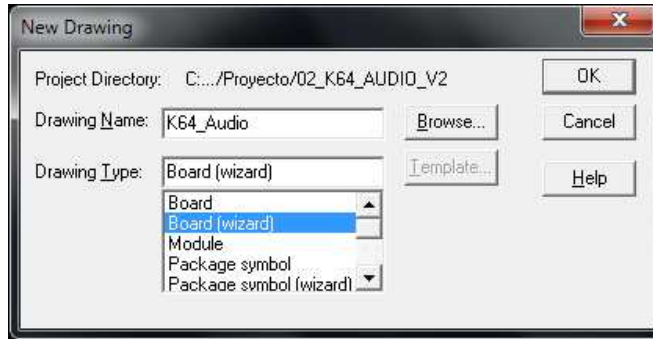 New Drawing
Project Directory: C:.../Proyecto/02_K64_AUDIO_V2
OK
Drawing Name: K64_Audio
Browse...
Cancel
Drawing Type: Board (wizard)
Template...
Help
Board
Board (wizard)
Module
Package symbol
Package symbol (wizard)